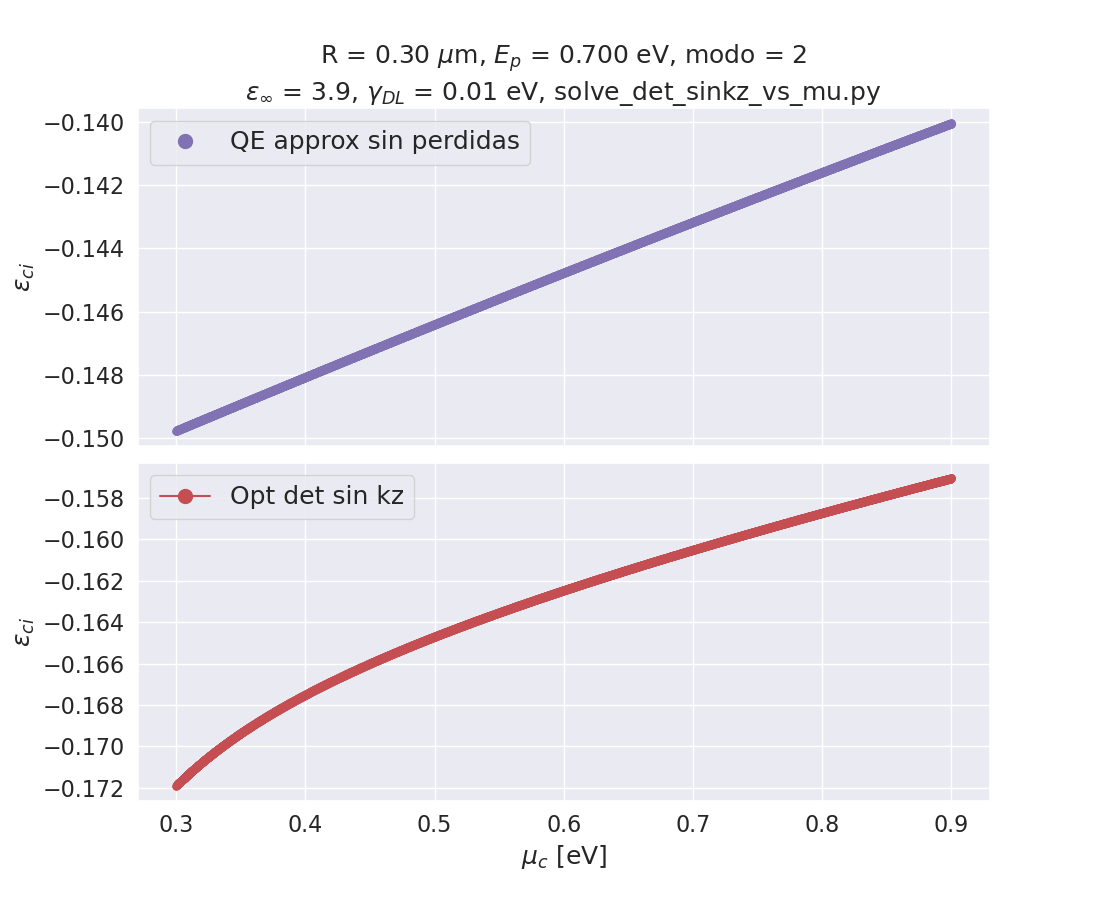 R = 0.30 μm, E_p = 0.700 eV, modo = 2
ε_∞ = 3.9, γ_DL = 0.01 eV, solve_det_sinkz_vs_mu.py
QE approx sin perdidas
−0.140
−0.142
−0.144
−0.146
−0.148
−0.150
ε_ci
Opt det sin kz
−0.158
−0.160
−0.162
−0.164
−0.166
−0.168
−0.170
−0.172
ε_ci
0.3 0.4 0.5 0.6 0.7 0.8 0.9
μ_c [eV]